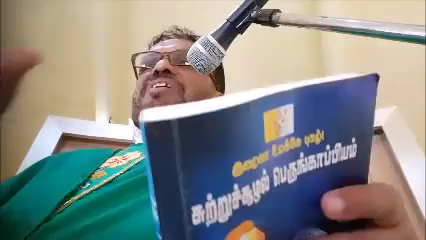 இறைவா உமக்கே புகழ்!
சுற்றுச்சூழல் பெருங்காப்பியம்